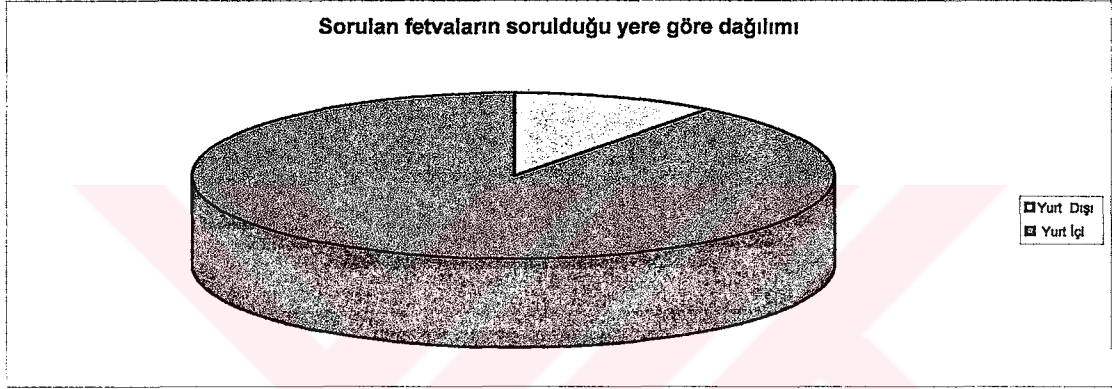 Sorulan fetvaların sorulduğu yere göre dağılımı
Yurt Dışı
Yurt İçi